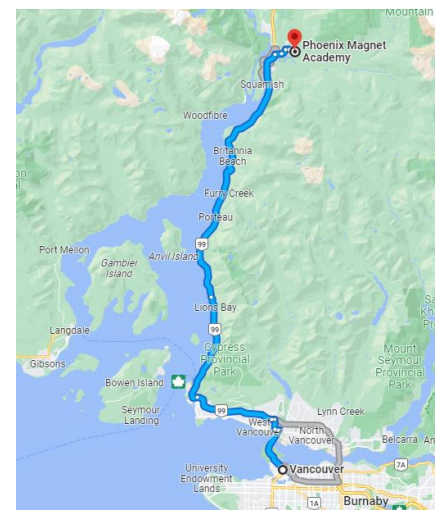 Mountain
Phoenix Magnet
Academy
Squamish
Woodfibre
Britannia
Beach
Furry Creek
Porteau
99
Port Mellon
Anvil Island
Gambier
Island
Lions Bay
99
Langdale
Cypress
Provincial
Park
Mount
Seymour
Provincial
Park
Gibsons
Bowen Island
Seymour
Landing
99
Lynn Creek
West
Vancouver
North
Vancouver
Belcarra
An
University
Endowment
Lands
Vancouver
7A
1A
Burnaby